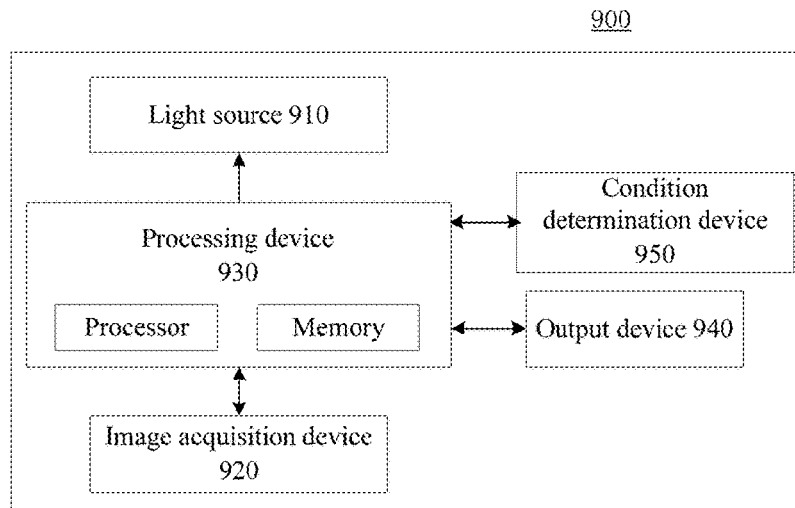 900
Light source 910
Condition
determination device
950
Processing device
930
Processor
Memory
Output device 940
Image acquisition device
920